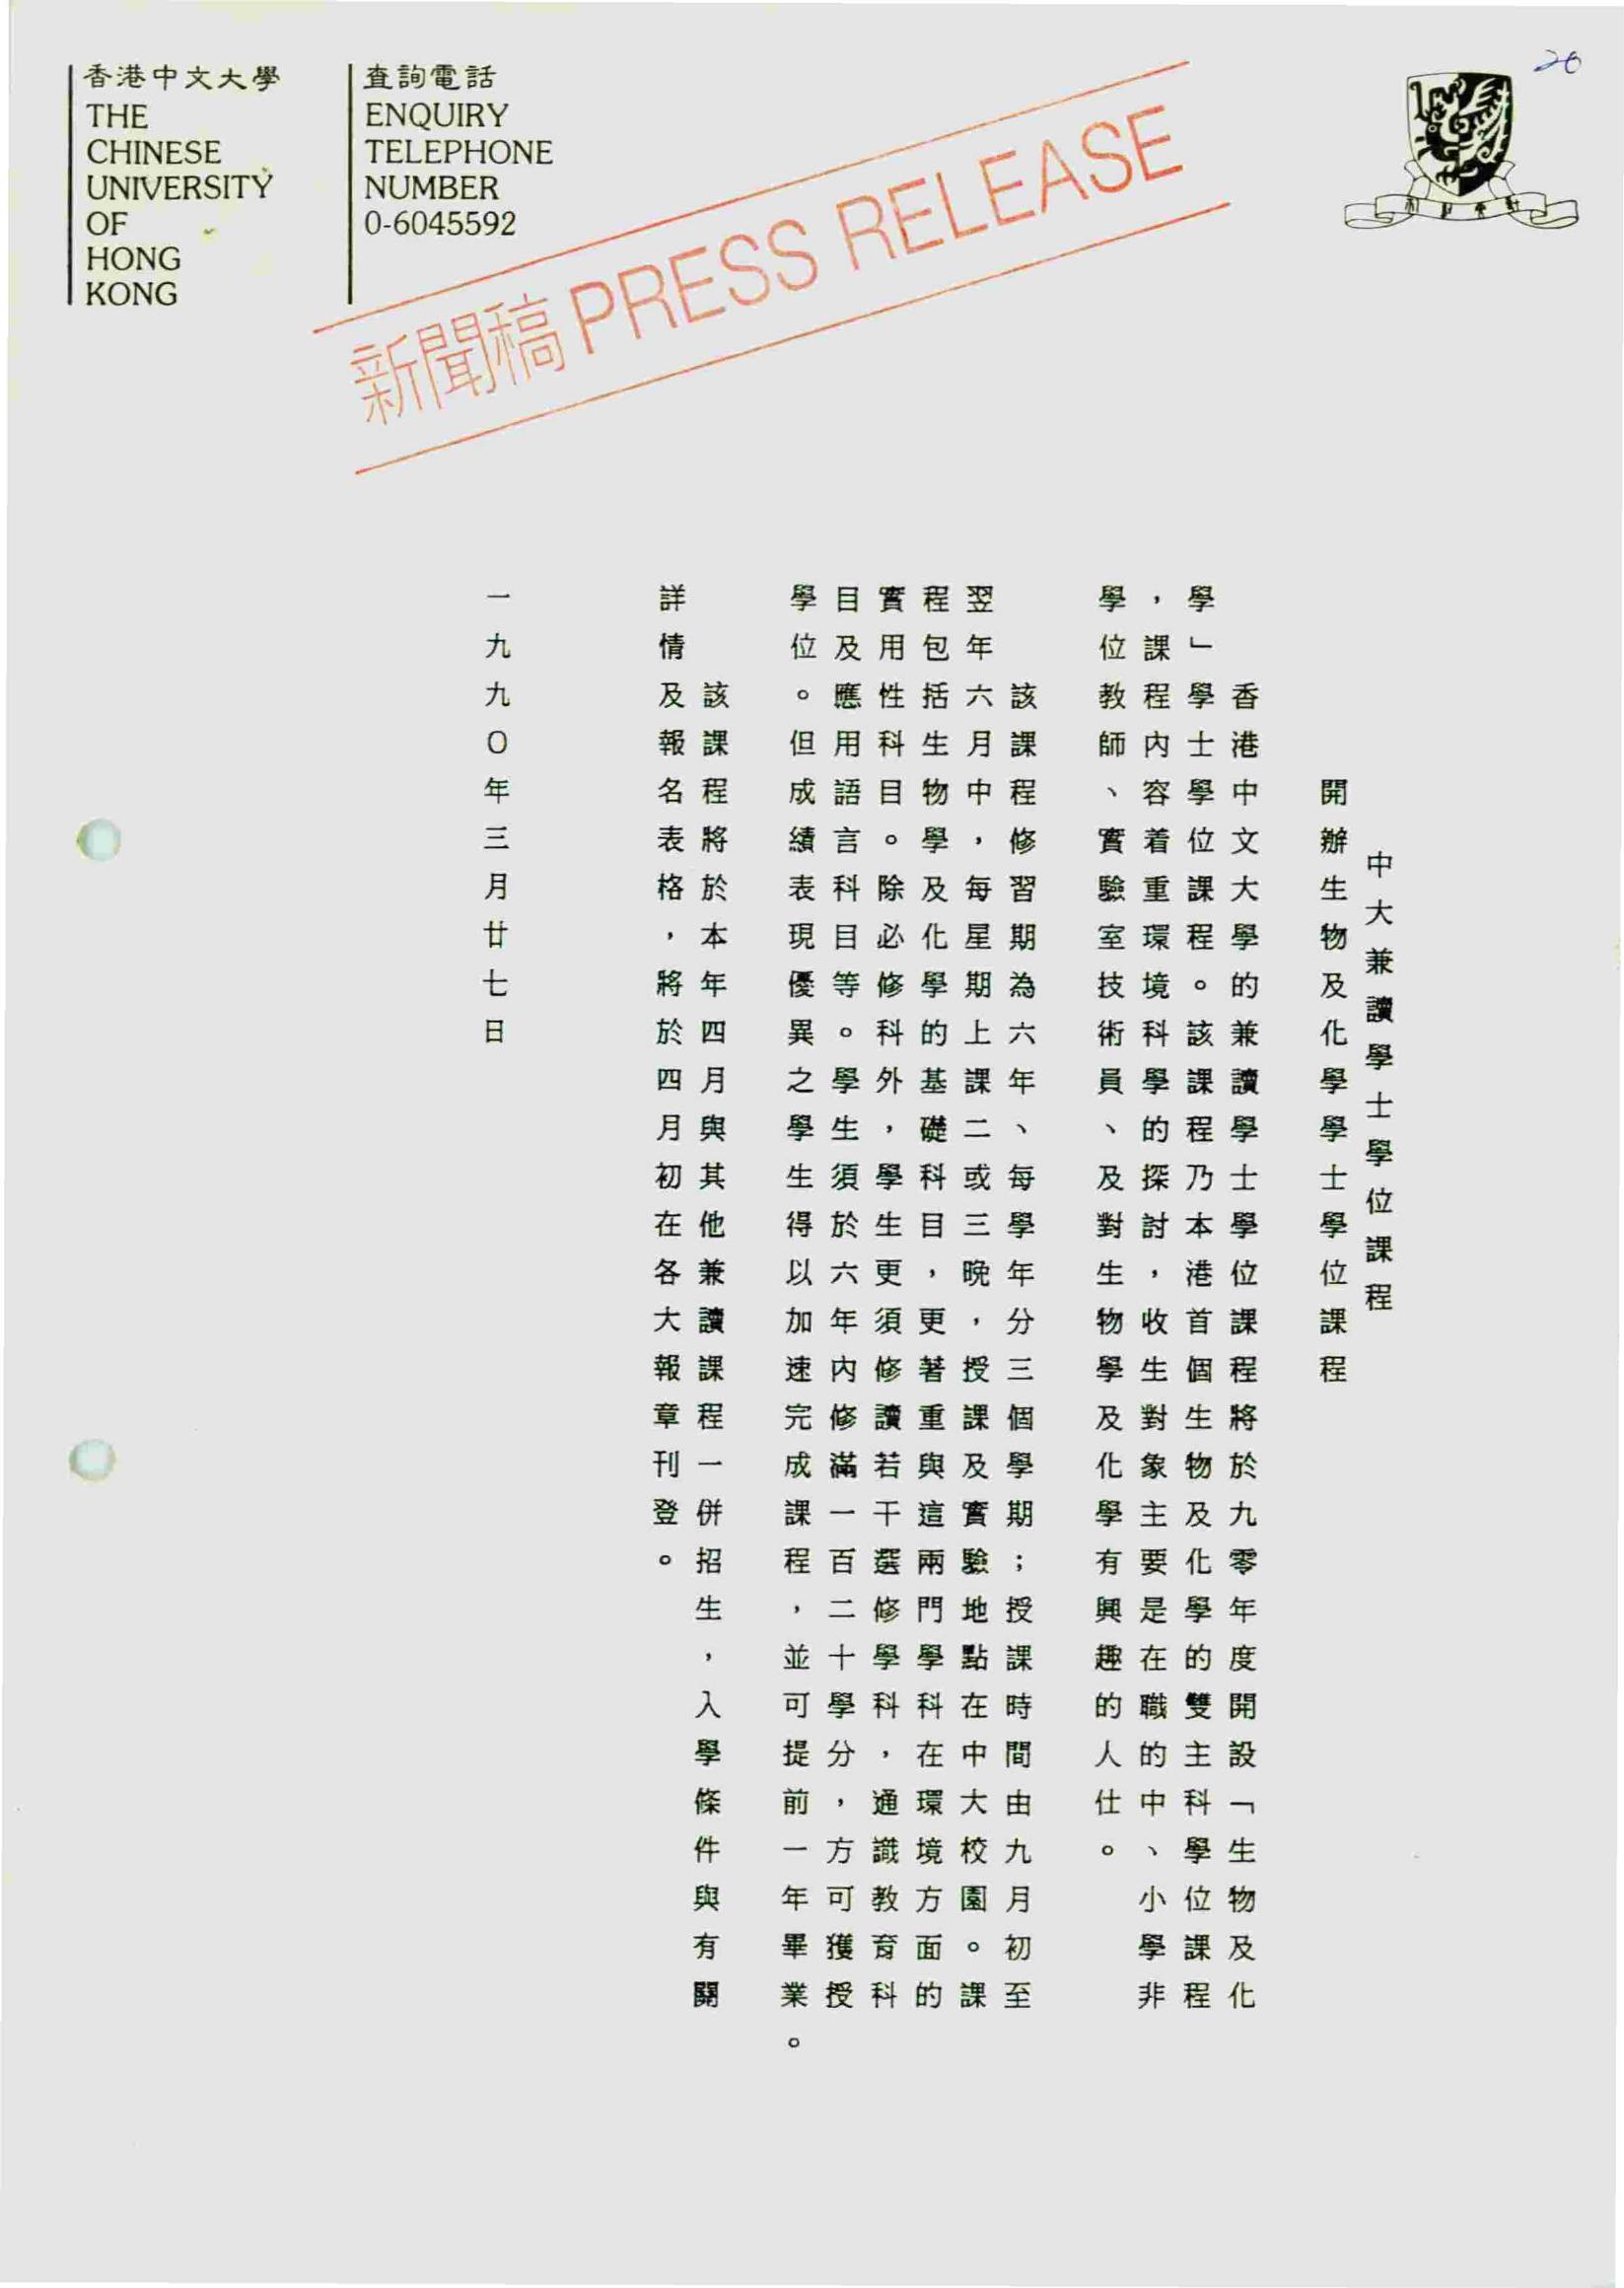 香港中文大學
THE
CHINESE
UNIVERSITY
OF
HONG
KONG
查詢電話
ENQUIRY
TELEPHONE
NUMBER
0-6045592
新聞稿 PRESS RELEASE
20
中大兼讀學士學位課程
開辦生物及化學學士學位課程
香港中文大學的兼讀學士學位課程將於九零年度開設「生物及化
學」學士學位課程。該課程乃本港首個生物及化學的雙主科學位課程
，課程內容着重環境科學的探討，收生對象主要是在職的中、小學非
學位教師、實驗室技術員、及對生物學及化學有興趣的人仕。
該課程修習期為六年、每學年分三個學期；授課時間由九月初至
翌年六月中，每星期上課二或三晚，授課及實驗地點在中大校園。課
程包括生物學及化學的基礎科目，更著重與這兩門學科在環境方面的
實用性科目。除必修科外，學生更須修讀若干選修學科，通識教育科
目及應用語言科目等。學生須於六年內修滿一百二十學分，方可獲授
學位。但成績表現優異之學生得以加速完成課程，並可提前一年畢業。
該課程將於本年四月與其他兼讀課程一併招生，入學條件與有關
詳情及報名表格，將於四月初在各大報章刊登。
一九九０年三月廿七日